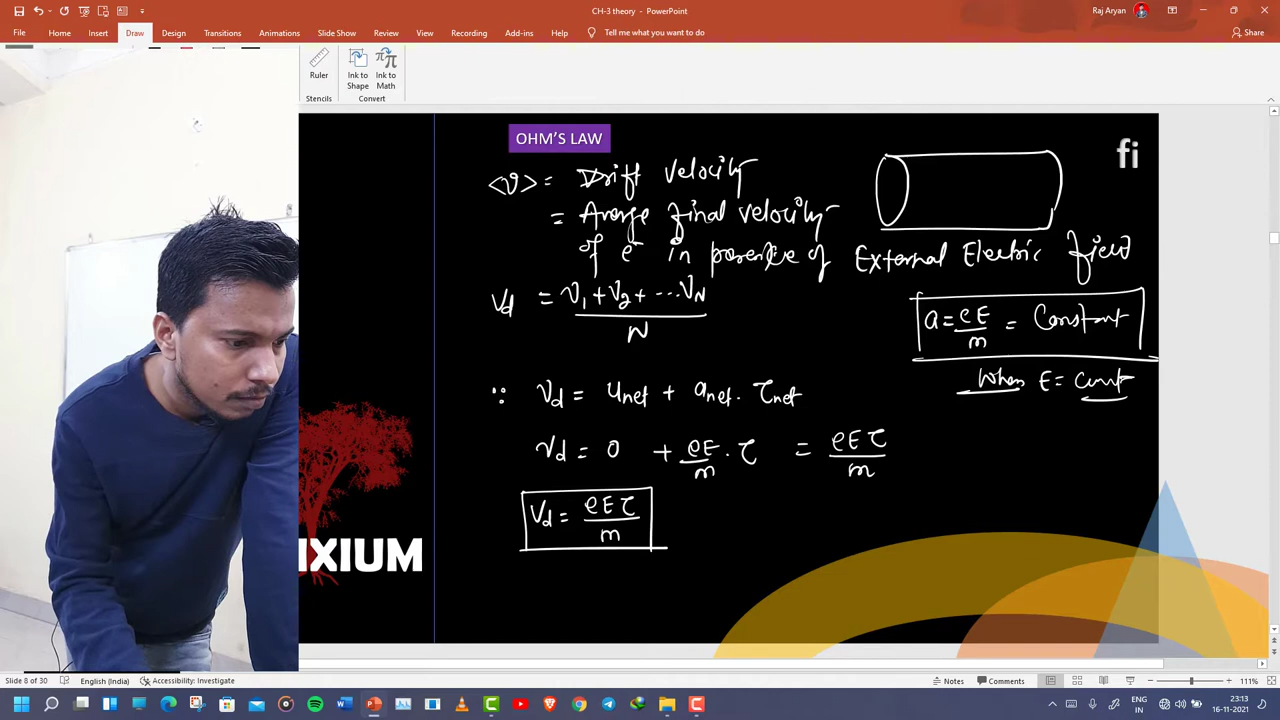 CH-3 theory - PowerPoint
Raj Aryan
File Home Insert Draw Design Transitions Animations Slide Show Review View Recording Add-ins Help Tell me what you want to do
Share
Ruler
Ink to Shape
Ink to Math
Stencils
Convert
OHM'S LAW
fi
<v> = Drift velocity
= Average final velocity
of e⁻ in presence of External Electric field
Vd = v₁ + v₂ + ... vN / N
a = eE/m = Constant
When E = const
∵ vd = unet + anet . τnet
vd = 0 + eE/m . τ = eEτ/m
Vd = eEτ/m
IXIUM
Slide 8 of 30
English (India)
Accessibility: Investigate
Notes
Comments
111%
ENG
IN
23:13
16-11-2021